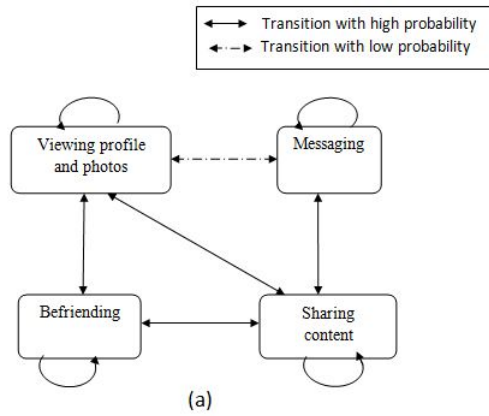 Transition with high probability
Transition with low probability
Viewing profile
and photos
Messaging
Befriending
Sharing
content
(a)